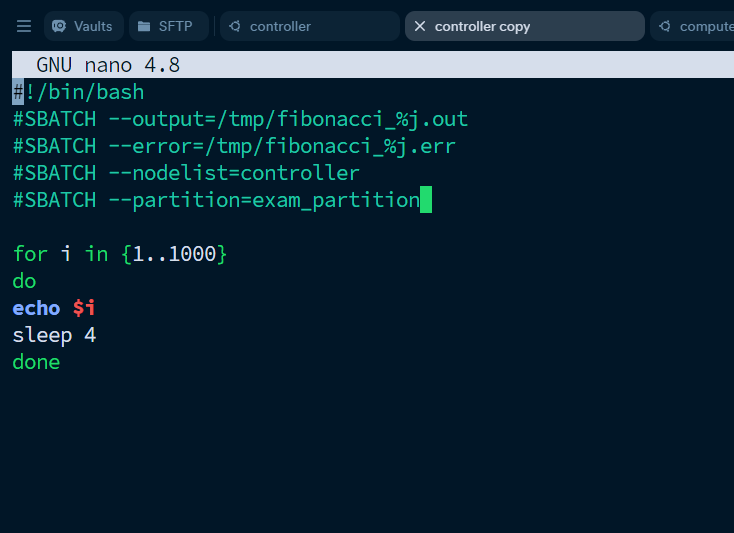 Vaults SFTP controller controller copy compute
GNU nano 4.8
#!/bin/bash
#SBATCH --output=/tmp/fibonacci_%j.out
#SBATCH --error=/tmp/fibonacci_%j.err
#SBATCH --nodelist=controller
#SBATCH --partition=exam_partition
for i in {1..1000}
do
echo $i
sleep 4
done